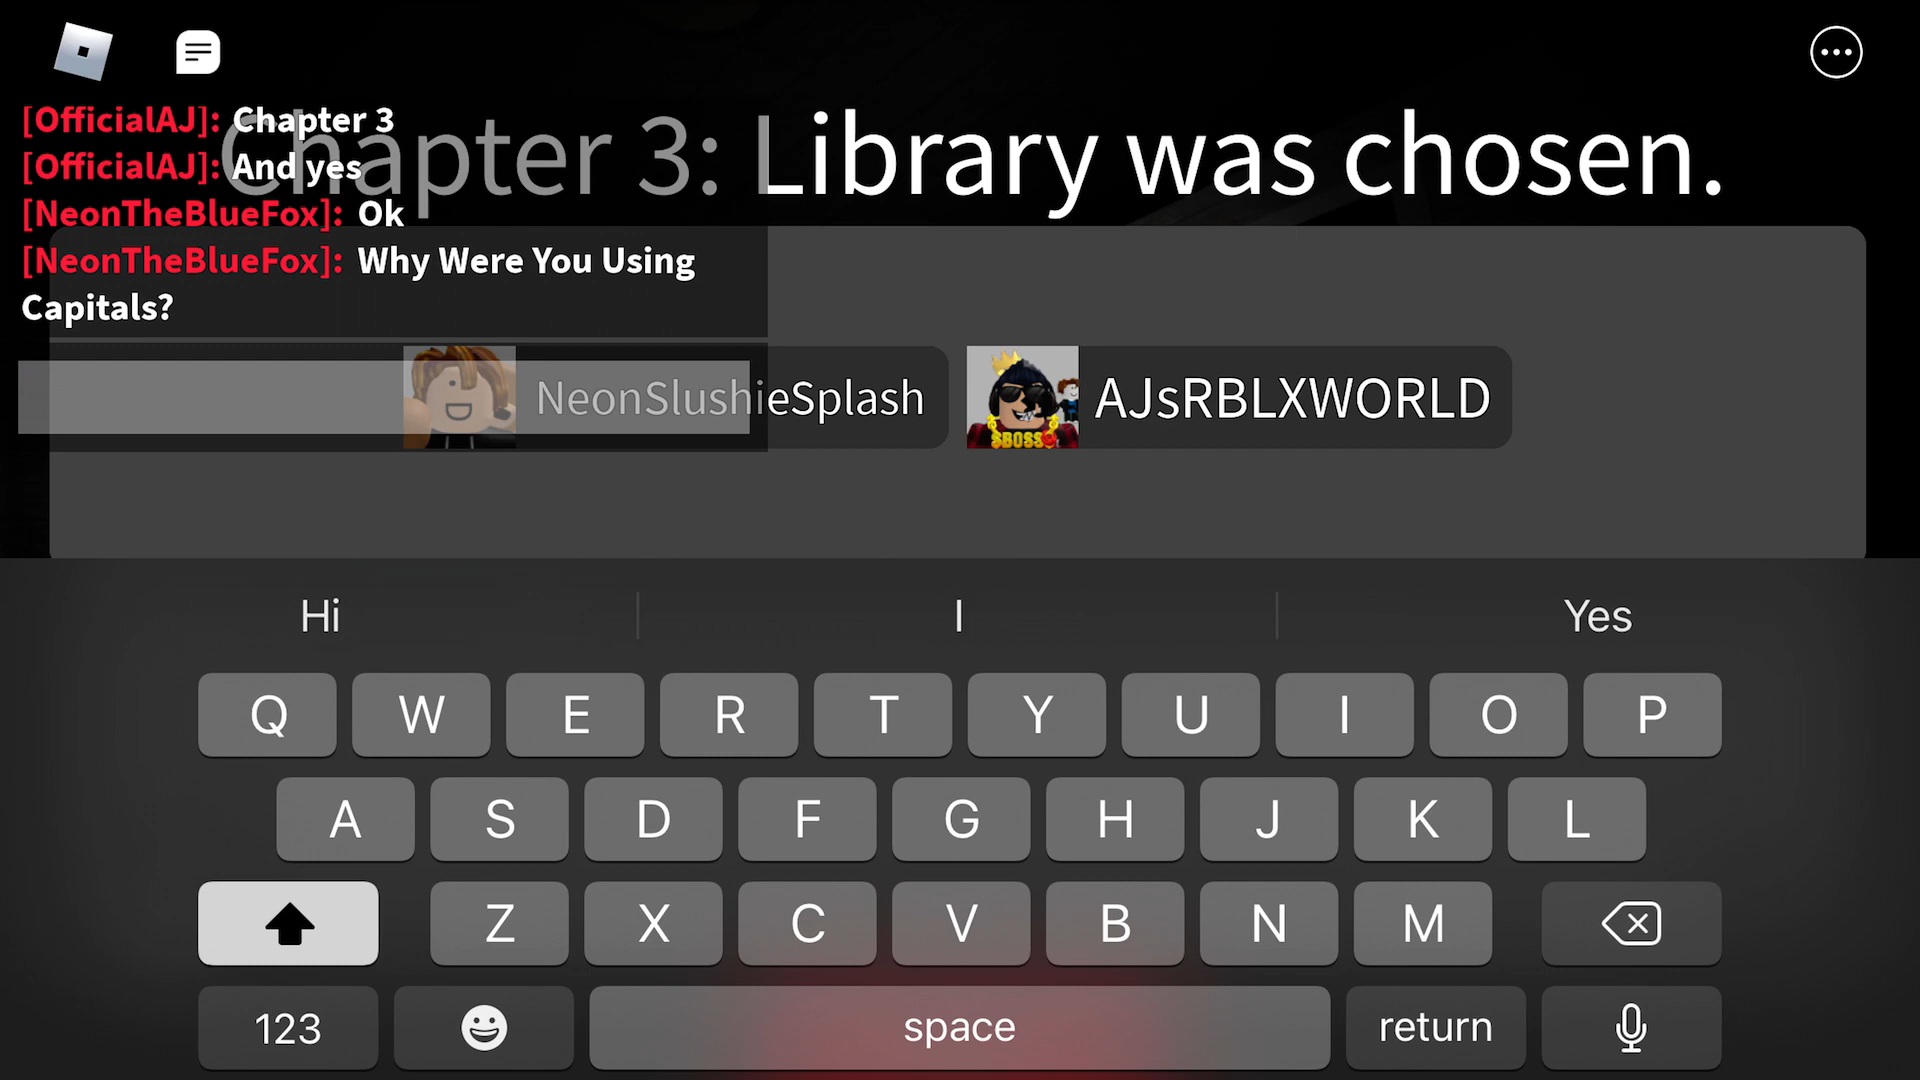 [OfficialAJ]: Chapter 3
[OfficialAJ]: And yes
[NeonTheBlueFox]: Ok
[NeonTheBlueFox]: Why Were You Using
Capitals?
Chapter 3: Library was chosen.
NeonSlushieSplash
AJsRBLXWORLD
$BOSS
Hi I Yes
Q W E R T Y U I O P
A S D F G H J K L
Z X C V B N M
123 space return